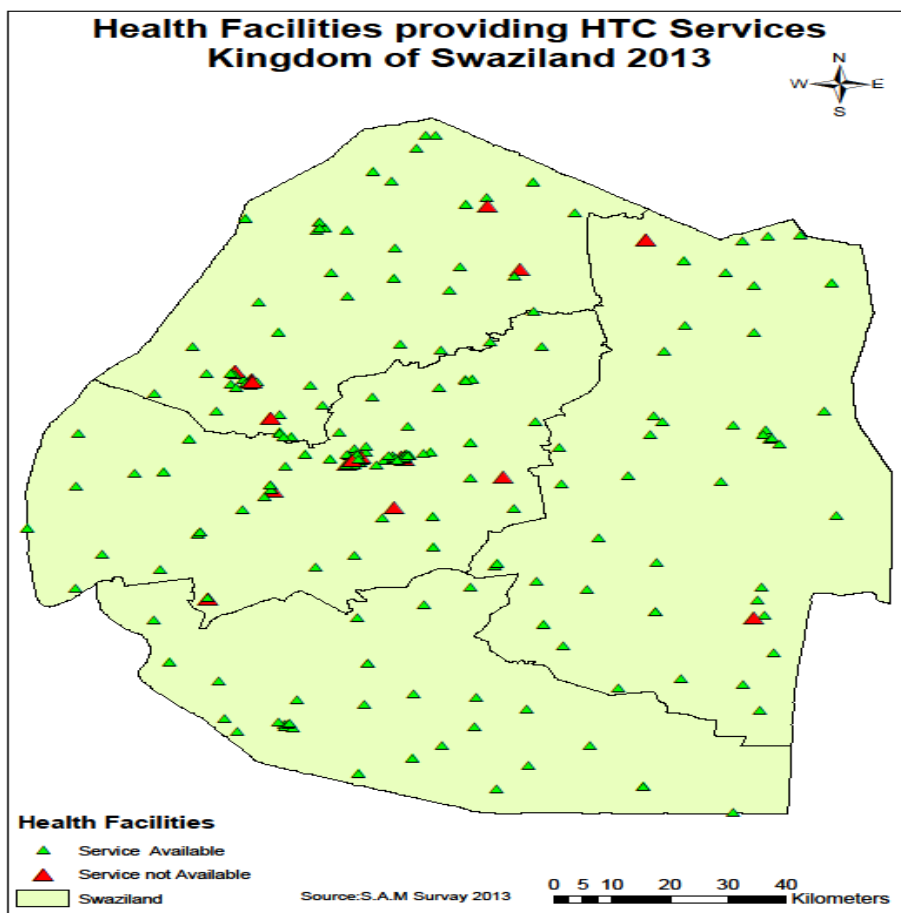 Health Facilities providing HTC Services
Kingdom of Swaziland 2013
N
W E
S
Health Facilities
Service Available
Service not Available
Swaziland
Source:S.A.M Survay 2013
0 5 10 20 30 40
Kilometers